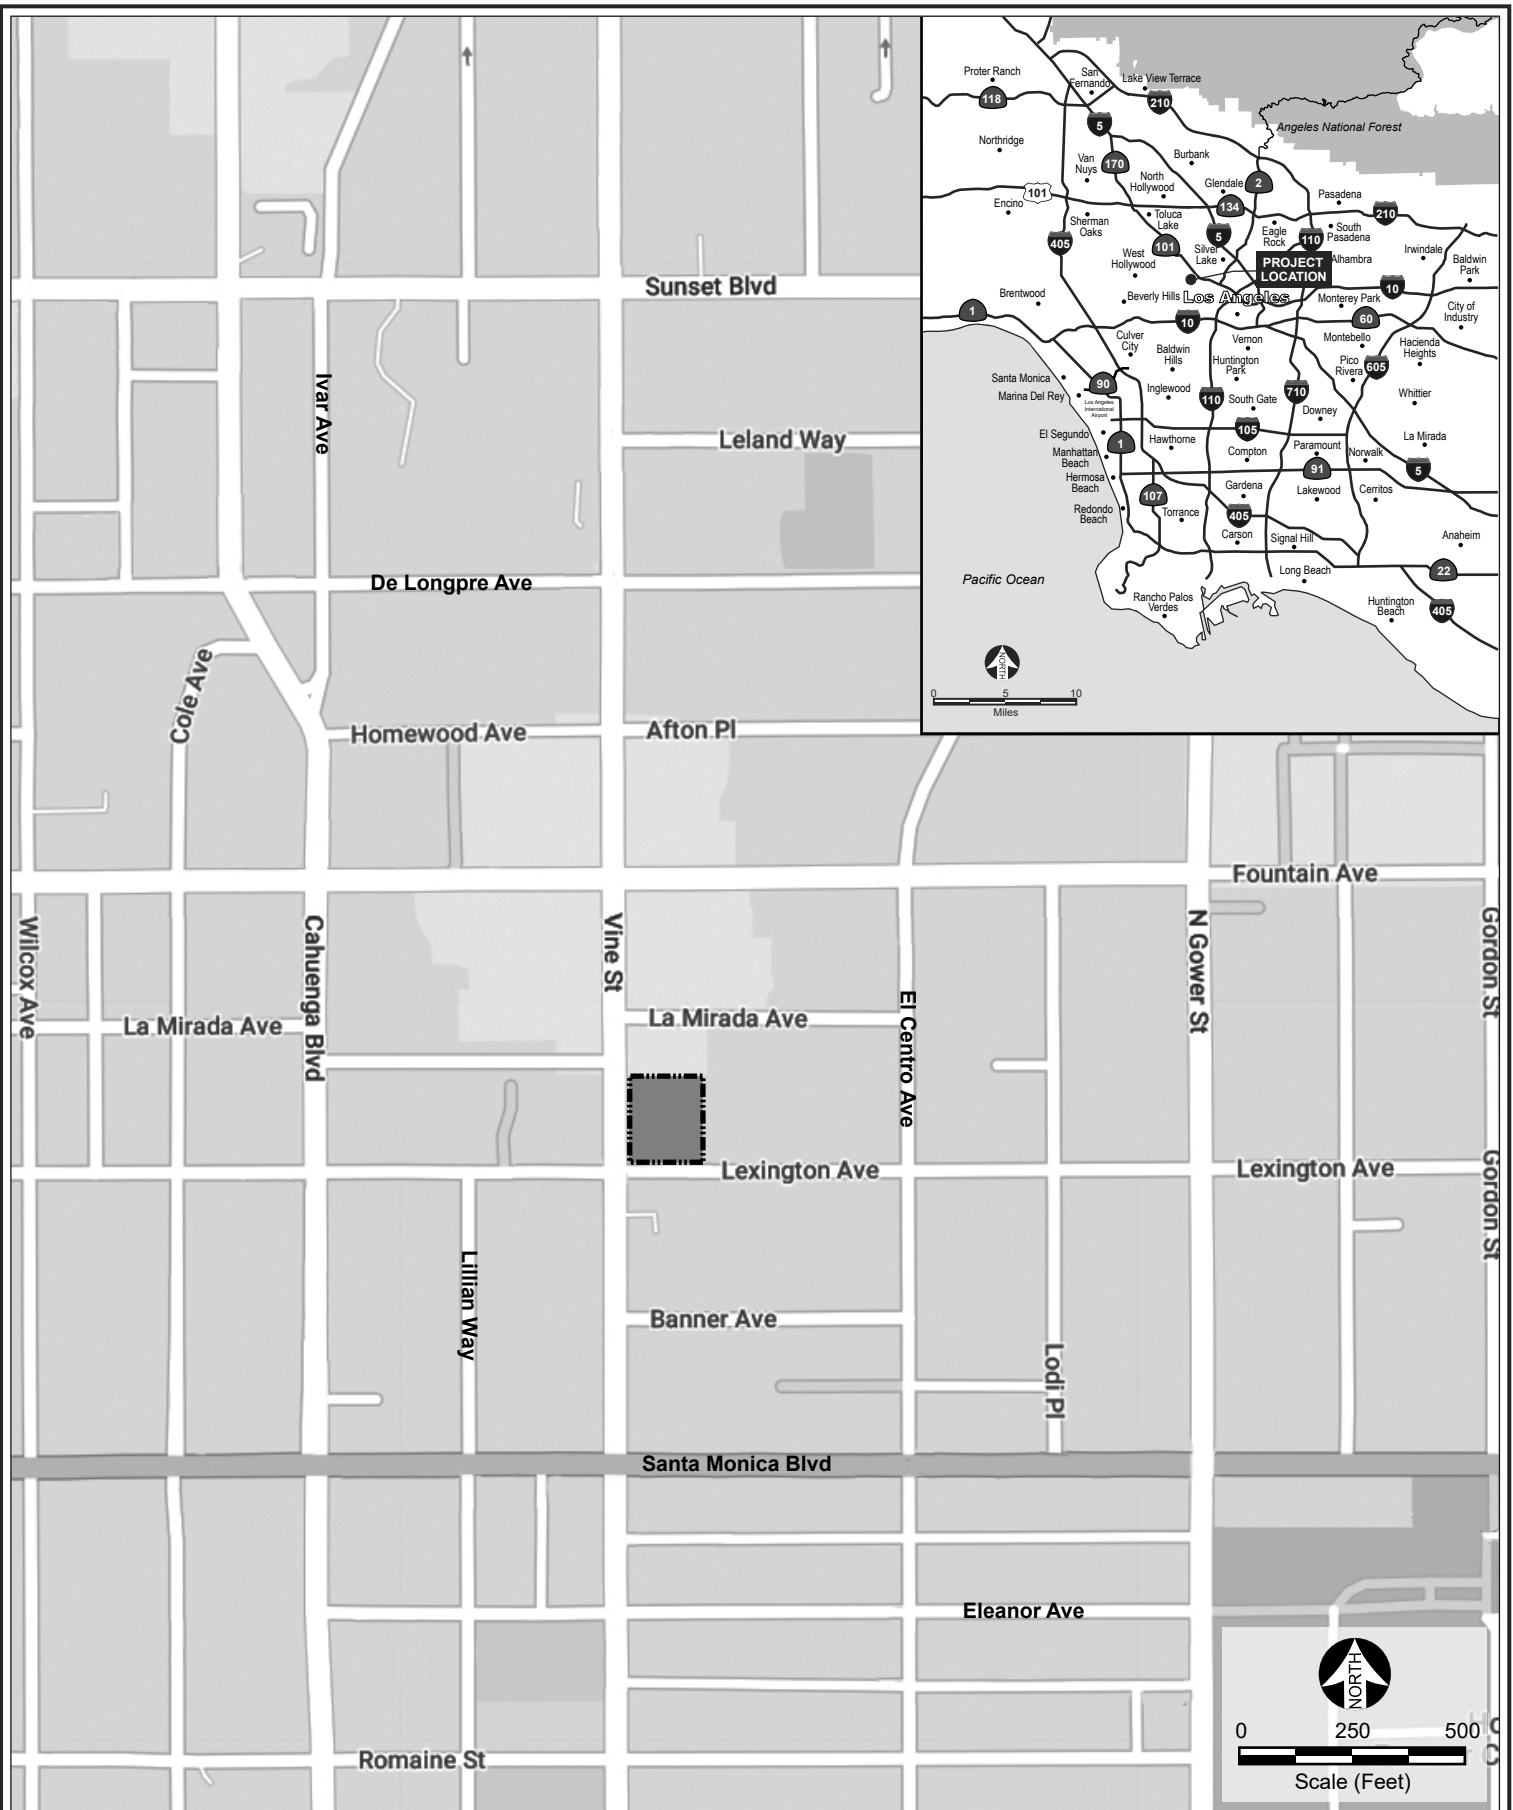 Sunset Blvd
Ivar Ave
Leland Way
De Longpre Ave
Cole Ave
Homewood Ave
Afton Pl
Fountain Ave
Wilcox Ave
Cahuenga Blvd
Vine St
El Centro Ave
N Gower St
Gordon St
La Mirada Ave
La Mirada Ave
Lexington Ave
Lexington Ave
Gordon St
Lillian Way
Banner Ave
Lodi Pl
Santa Monica Blvd
Eleanor Ave
Romaine St
NORTH
0 250 500
Scale (Feet)
Proter Ranch
San
Fernando
Lake View Terrace
118
210
5
Angeles National Forest
Northridge
Van
Nuys
170
Burbank
North
Hollywood
Glendale
2
Pasadena
101
Encino
134
210
Sherman
Oaks
Toluca
Lake
405
101
5
Eagle
Rock
110
South
Pasadena
Silver
Lake
West
Hollywood
Irwindale
Baldwin
Park
PROJECT
LOCATION
Alhambra
Brentwood
Beverly Hills
Los Angeles
10
Monterey Park
City of
Industry
1
10
60
Culver
City
Vernon
Montebello
Hacienda
Heights
Baldwin
Hills
Huntington
Park
Pico
Rivera
605
Santa Monica
90
Marina Del Rey
Inglewood
110
710
Whittier
Los Angeles
International
Airport
South Gate
Downey
El Segundo
1
Hawthorne
105
La Mirada
Manhattan
Beach
Compton
Paramount
Norwalk
Hermosa
Beach
91
5
107
Gardena
Lakewood
Cerritos
Redondo
Beach
Torrance
405
Carson
Signal Hill
Anaheim
Pacific Ocean
Long Beach
22
Rancho Palos
Verdes
Huntington
Beach
405
NORTH
0 5 10
Miles